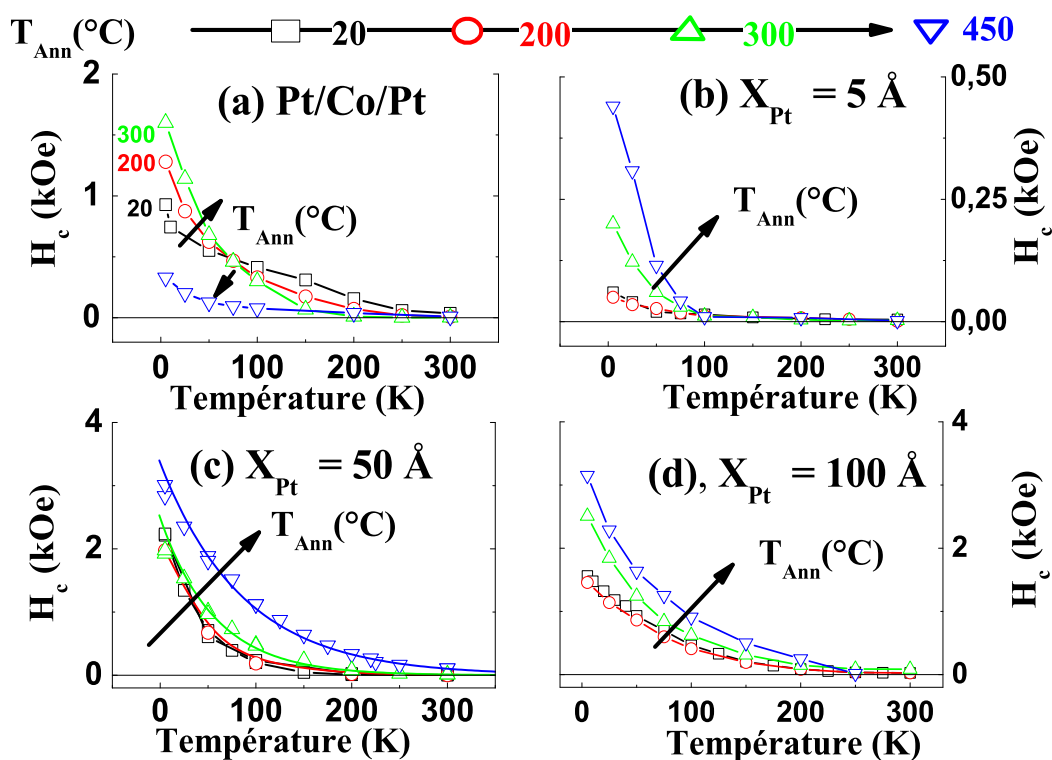 T_Ann(°C) 20 200 300 450
(a) Pt/Co/Pt
2
1
0
300
200
20
T_Ann(°C)
H_c (kOe)
0 100 200 300
Température (K)
(b) X_Pt = 5 Å
0,50
0,25
0,00
T_Ann(°C)
H_c (kOe)
0 100 200 300
Température (K)
(c) X_Pt = 50 Å
4
2
0
T_Ann(°C)
H_c (kOe)
0 100 200 300
Température (K)
(d), X_Pt = 100 Å
4
2
0
T_Ann(°C)
H_c (kOe)
0 100 200 300
Température (K)